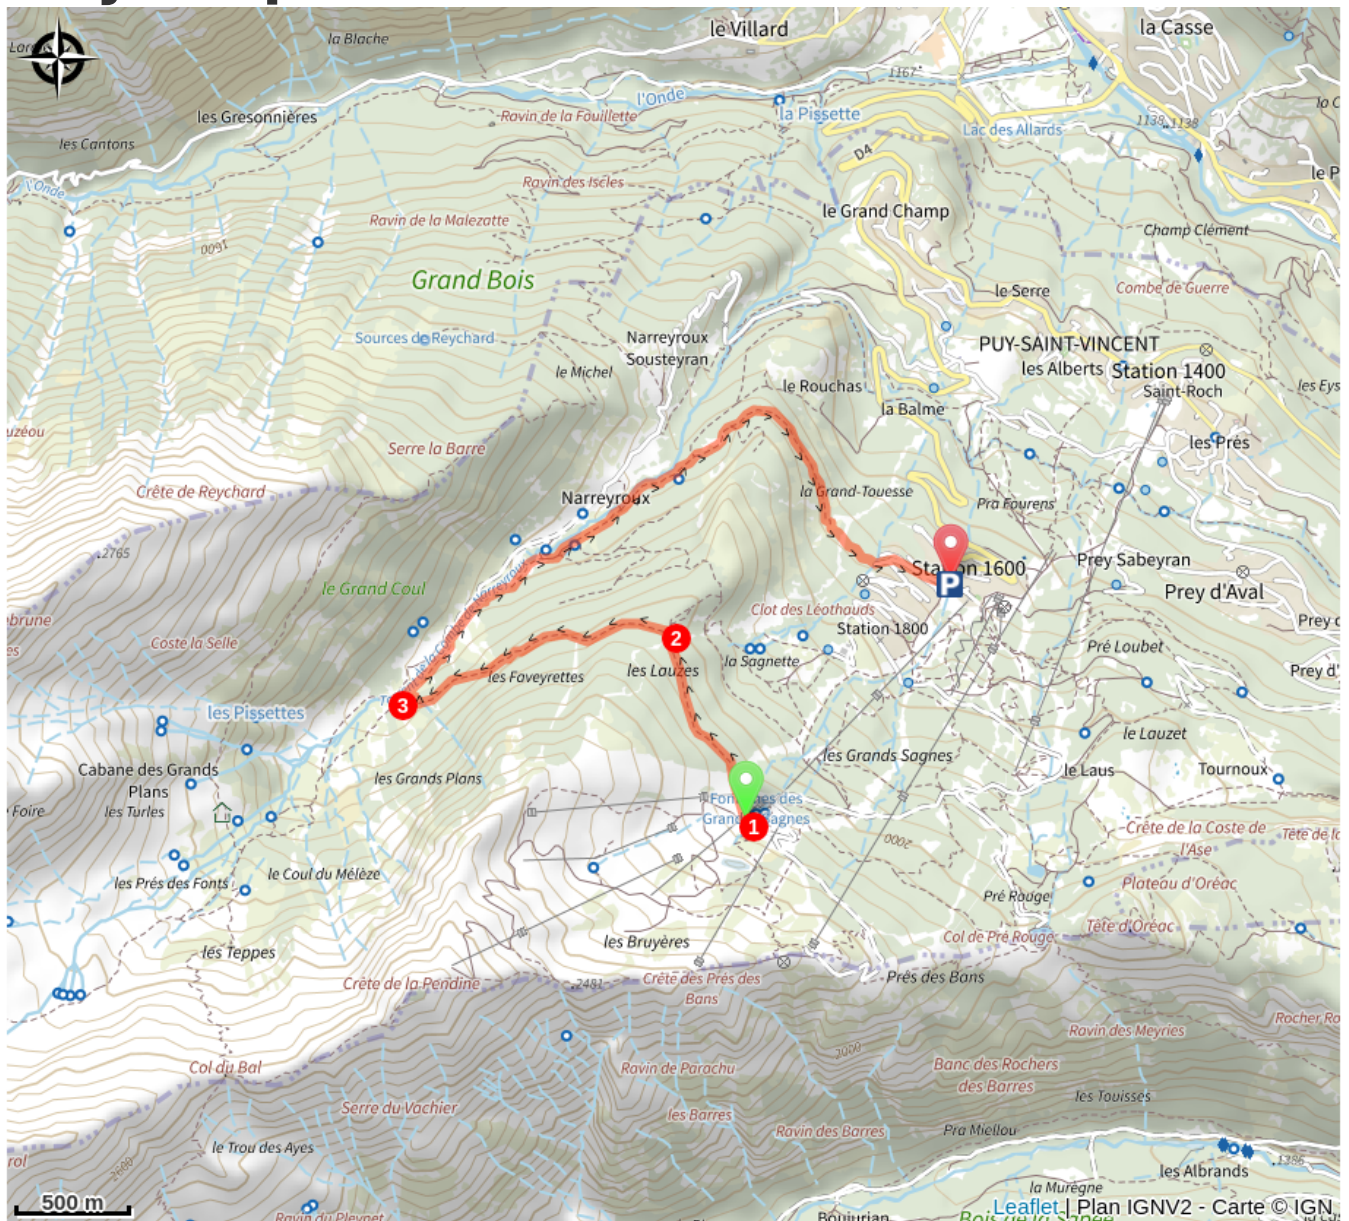 la Casse
le Villard
la Blache
1167
l'Onde
la Pissette
les Gresonnières
Ravin de la Fouillette
Lac des Allards
1138
1138
les Cantons
D4
l'Onde
Ravin des Iscles
le Grand Champ
Ravin de la Malezatte
Champ Clément
1600
Grand Bois
le Serre
Combe de Guerre
Sources de Reychard
Narreyroux
Sousteyran
PUY-SAINT-VINCENT
le Michel
les Alberts
Station 1400
Saint-Roch
le Rouchas
la Balme
les Prés
Serre la Barre
Crête de Reychard
la Grand-Touesse
Narreyroux
Pra Fourens
2765
Station 1600
Prey Sabeyran
P
Prey d'Aval
le Grand Coul
Clot des Léothauds
Station 1800
Coste la Selle
2
Pré Loubet
la Sagnette
les Lauzes
les Faveyrettes
3
les Pissettes
le Lauzet
les Grands Sagnes
Cabane des Grands
Plans
les Grands Plans
le Laus
Tournoux
les Turles
1
2000
Crête de la Coste de
l'Ase
le Coul du Mélèze
les Prés des Fonts
Plateau d'Oréac
Pré Rouge
Tête d'Oréac
Col de Pré Rouge
les Bruyères
les Teppes
Crête de la Pendine
2481
Crête des Prés des
Bans
Prés des Bans
Ravin des Meyries
2000
Col du Bal
Ravin de Parachu
Banc des Rochers
des Barres
les Touisses
Serre du Vachier
les Barres
Ravin des Barres
Pra Miellou
le Trou des Ayes
2600
1386
les Albrands
la Murègne
500 m
Leaflet | Plan IGNV2 - Carte © IGN